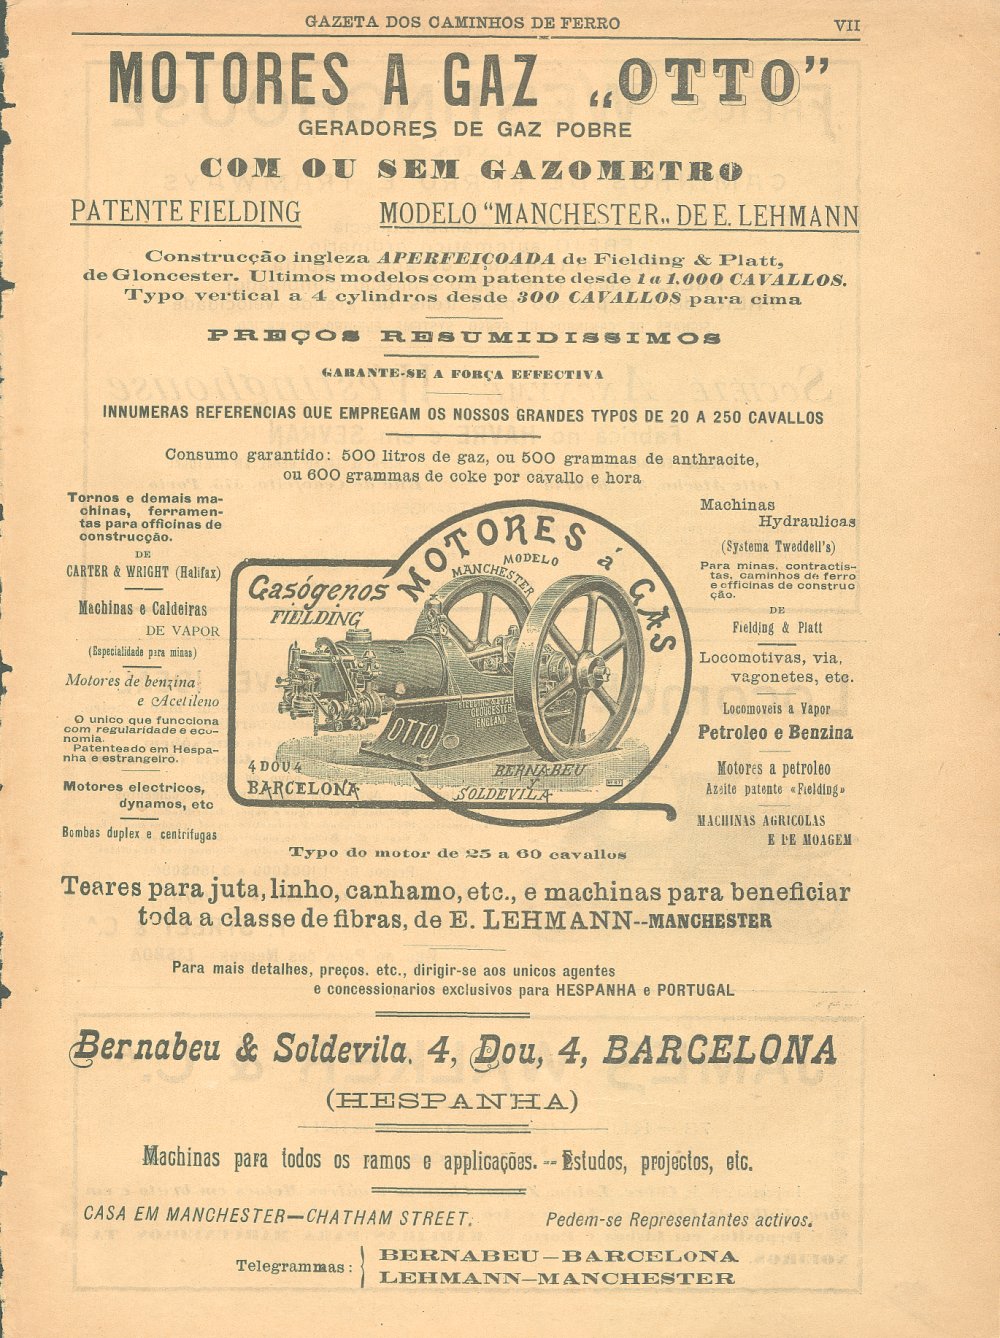 GAZETA DOS CAMINHOS DE FERRO
VII
MOTORES A GAZ „OTTO”
GERADORES DE GAZ POBRE
COM OU SEM GAZOMETRO
PATENTE FIELDING
MODELO “MANCHESTER„ DE E. LEHMANN
Construcção ingleza APERFEIÇOADA de Fielding & Platt,
de Gloncester. Ultimos modelos com patente desde 1 a 1.000 CAVALLOS.
Typo vertical a 4 cylindros desde 300 CAVALLOS para cima
PREÇOS RESUMIDISSIMOS
GARANTE-SE A FORÇA EFFECTIVA
INNUMERAS REFERENCIAS QUE EMPREGAM OS NOSSOS GRANDES TYPOS DE 20 A 250 CAVALLOS
Consumo garantido: 500 litros de gaz, ou 500 grammas de anthracite,
ou 600 grammas de coke por cavallo e hora
Tornos e demais ma-
chinas, ferramen-
tas para officinas de
construcção.
DE
CARTER & WRIGHT (Halifax)
Machinas e Caldeiras
DE VAPOR
(Especialidade para minas)
Motores de benzina
e Acetileno
O unico que funcciona
com regularidade e eco-
nomia.
Patenteado em Hespa-
nha e estrangeiro.
Motores electricos,
dynamos, etc
Bombas duplex e centrifugas
MOTORES á GAS
MODELO
MANCHESTER
Gasógenos
FIELDING
OTTO
FIELDING & PLATT
GLOUCESTER
ENGLAND
4 DOU 4
BARCELONA
BERNABEU
y
SOLDEVILA
Machinas
Hydraulicas
(Systema Tweddell's)
Para minas, contractis-
tas, caminhos de ferro
e officinas de construc
ção.
DE
Fielding & Platt
Locomotivas, via,
vagonetes, etc.
Locomoveis a Vapor
Petroleo e Benzina
Motores a petroleo
Azeite patente «Fielding»
MACHINAS AGRICOLAS
E DE MOAGEM
Typo do motor de 25 a 60 cavallos
Teares para juta, linho, canhamo, etc., e machinas para beneficiar
toda a classe de fibras, de E. LEHMANN--MANCHESTER
Para mais detalhes, preços. etc., dirigir-se aos unicos agentes
e concessionarios exclusivos para HESPANHA e PORTUGAL
Bernabeu & Soldevila. 4, Dou, 4, BARCELONA
(HESPANHA)
Machinas para todos os ramos e applicações.--Estudos, projectos, etc.
CASA EM MANCHESTER—CHATHAM STREET.
Pedem-se Representantes activos.
Telegrammas:
BERNABEU—BARCELONA
LEHMANN—MANCHESTER